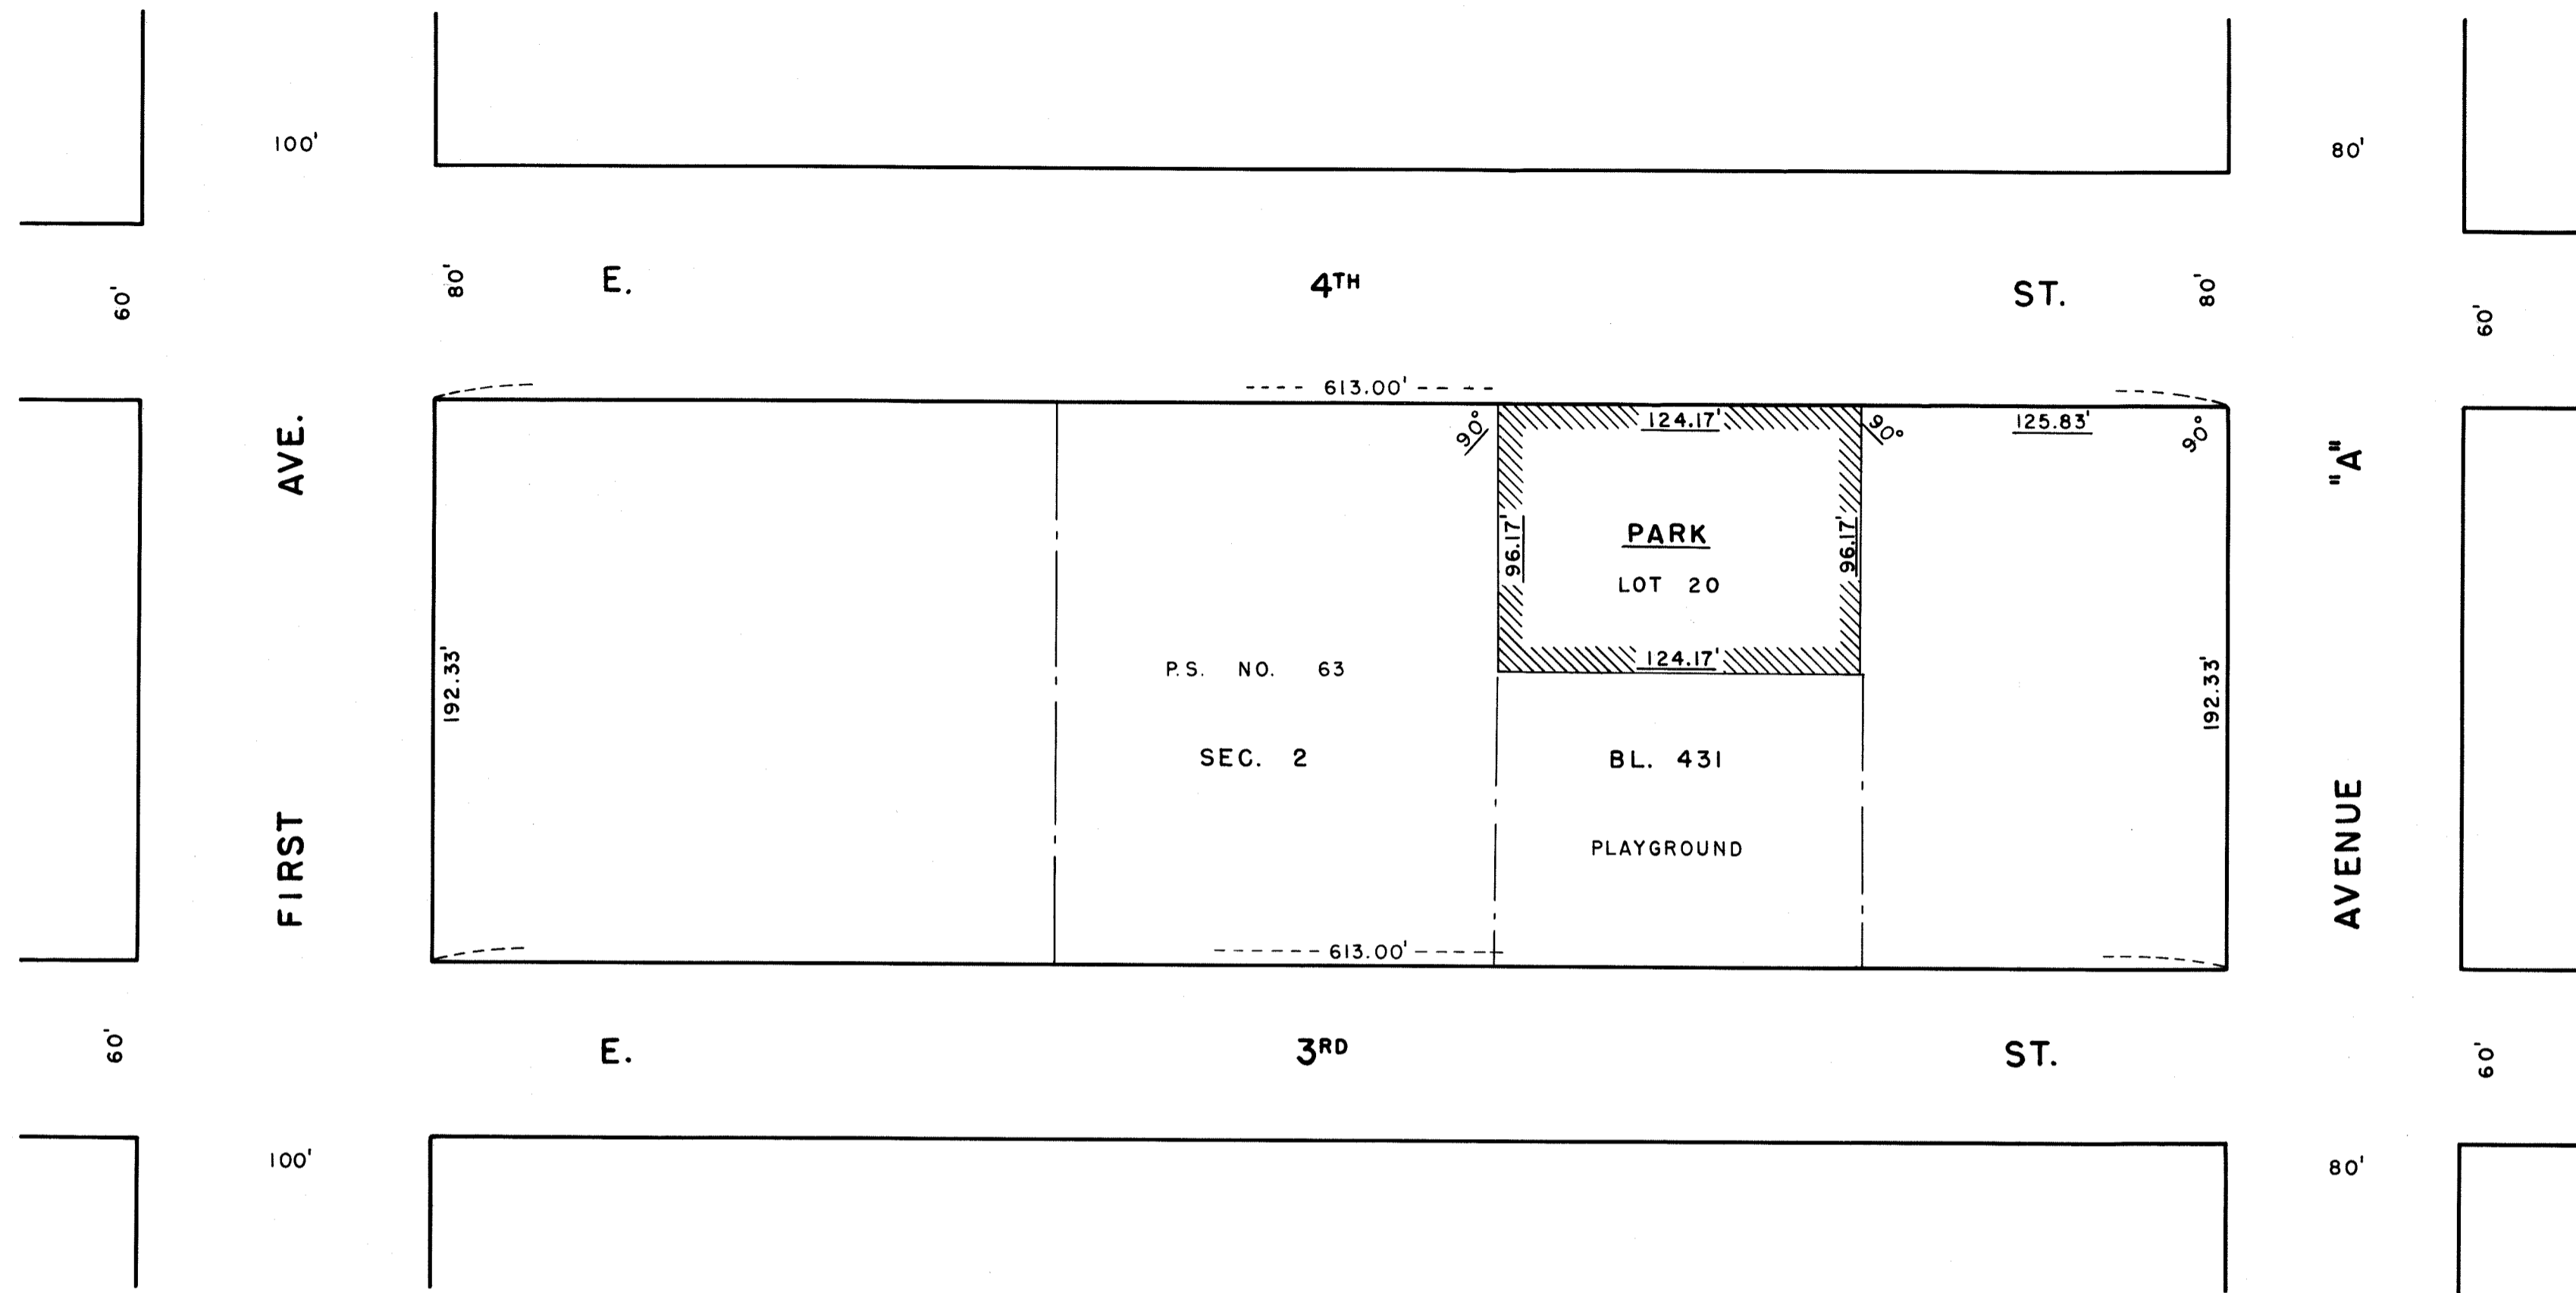 100'
80'
60'
80'
E. 4TH ST.
80'
60'
613.00'
90°
124.17'
90°
125.83'
90°
AVE.
"A"
PARK
96.17'
96.17'
LOT 20
192.33'
P.S. NO. 63
124.17'
192.33'
SEC. 2
BL. 431
FIRST
PLAYGROUND
AVENUE
613.00'
60'
E. 3RD ST.
60'
100'
80'